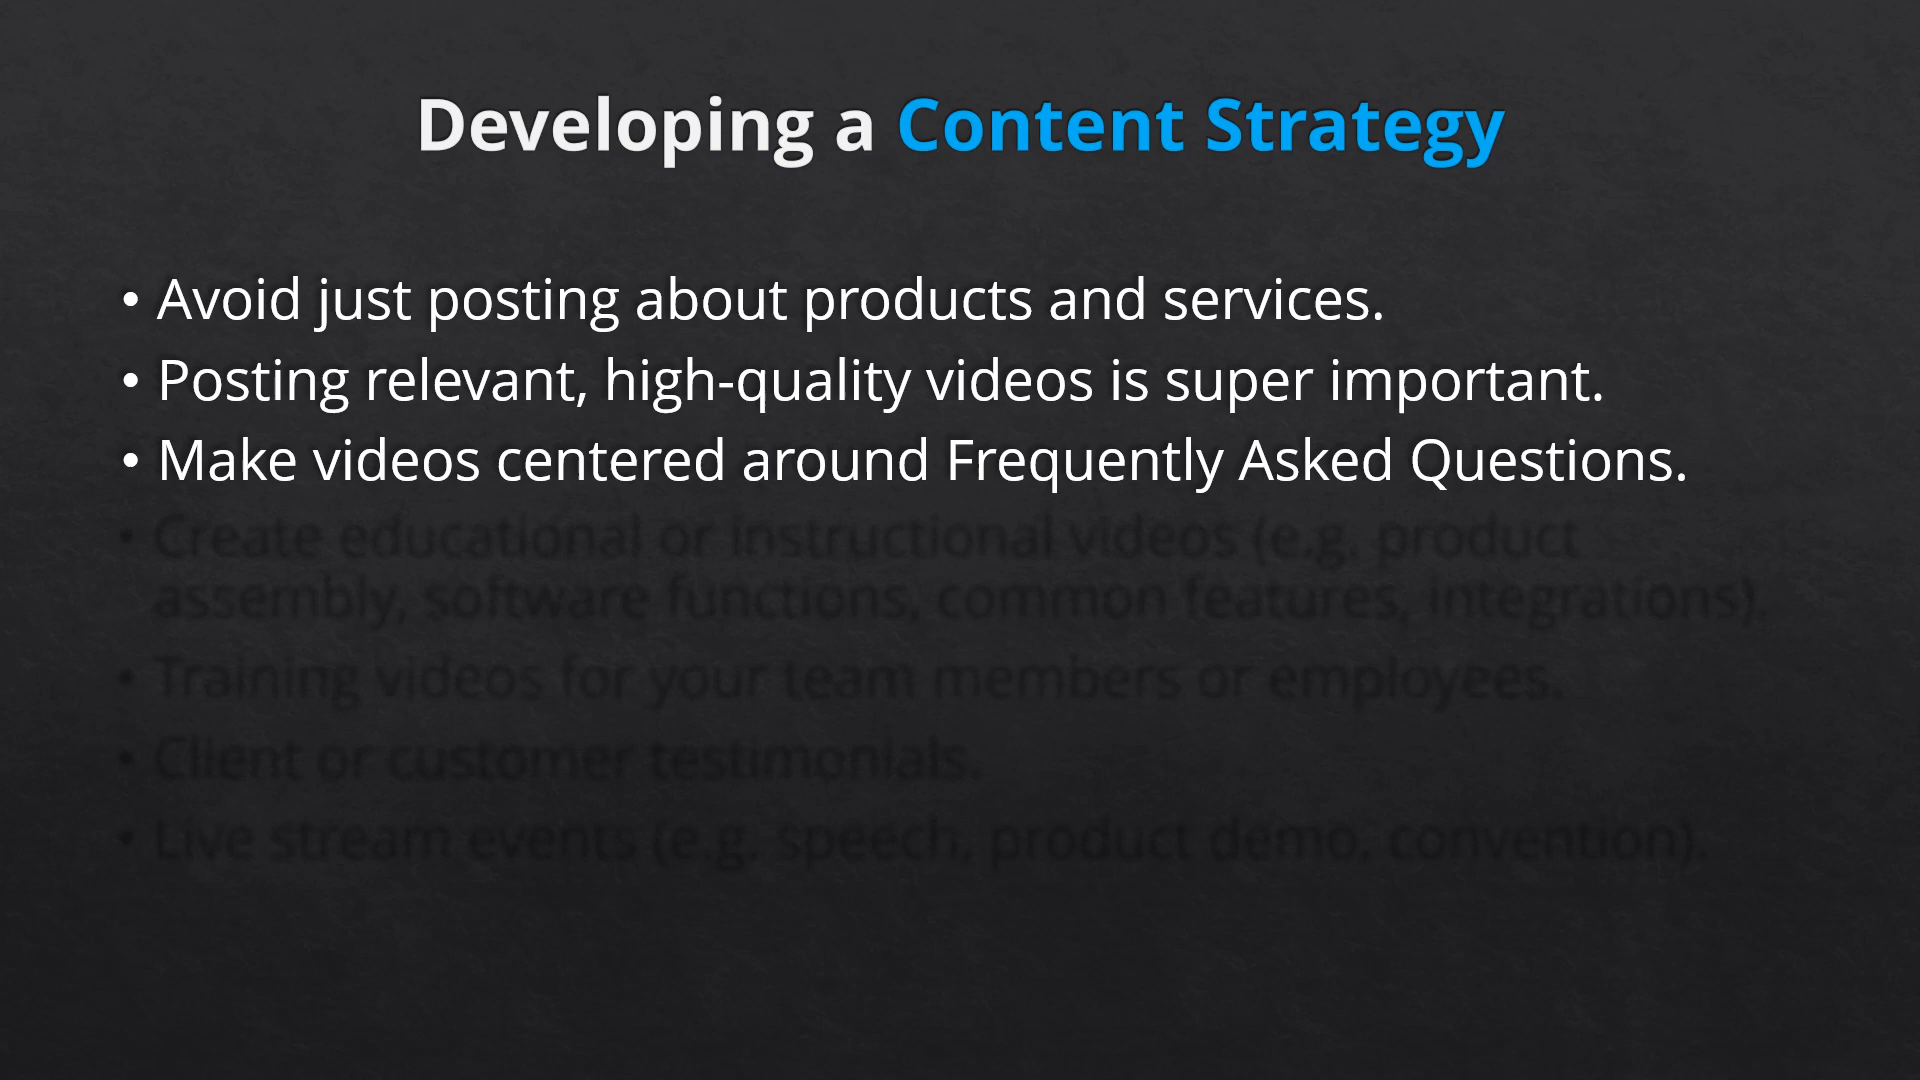 Developing a Content Strategy
• Avoid just posting about products and services.
• Posting relevant, high-quality videos is super important.
• Make videos centered around Frequently Asked Questions.
• Create educational or instructional videos (e.g. product
assembly, software functions, common features, integrations).
• Training videos for your team members or employees.
• Client or customer testimonials.
• Live stream events (e.g. speech, product demo, convention).